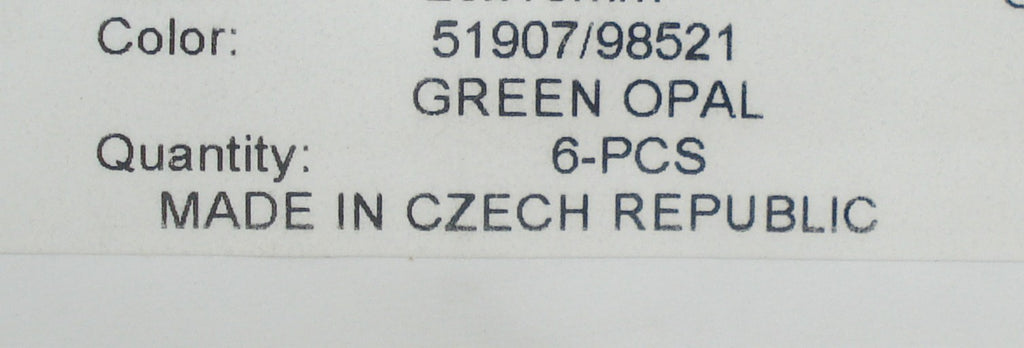 Color: 51907/98521
GREEN OPAL
Quantity: 6-PCS
MADE IN CZECH REPUBLIC